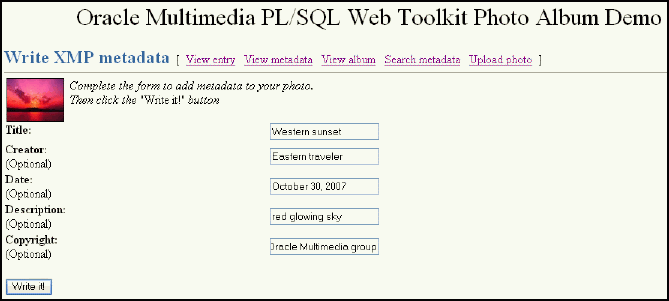 Oracle Multimedia PL/SQL Web Toolkit Photo Album Demo
Write XMP metadata [ View entry View metadata View album Search metadata Upload photo ]
Complete the form to add metadata to your photo.
Then click the "Write it!" button
Title: Western sunset
Creator: Eastern traveler
(Optional)
Date: October 30, 2007
(Optional)
Description: red glowing sky
(Optional)
Copyright: Oracle Multimedia group
(Optional)
Write it!